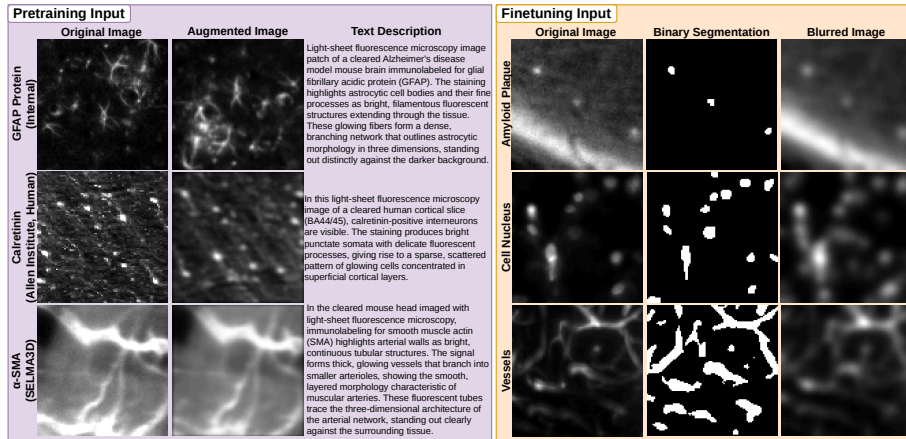 Pretraining Input
Original Image
Augmented Image
Text Description
GFAP Protein
(Internal)
Light-sheet fluorescence microscopy image
patch of a cleared Alzheimer's disease
model mouse brain immunolabeled for glial
fibrillary acidic protein (GFAP). The staining
highlights astrocytic cell bodies and their fine
processes as bright, filamentous fluorescent
structures extending through the tissue.
These glowing fibers form a dense,
branching network that outlines astrocytic
morphology in three dimensions, standing
out distinctly against the darker background.
Calretinin
(Allen Institute, Human)
In this light-sheet fluorescence microscopy
image of a cleared human cortical slice
(BA44/45), calretinin-positive interneurons
are visible. The staining produces bright
punctate somata with delicate fluorescent
processes, giving rise to a sparse, scattered
pattern of glowing cells concentrated in
superficial cortical layers.
α-SMA
(SELMA3D)
In the cleared mouse head imaged with
light-sheet fluorescence microscopy,
immunolabeling for smooth muscle actin
(SMA) highlights arterial walls as bright,
continuous tubular structures. The signal
forms thick, glowing vessels that branch into
smaller arterioles, showing the smooth,
layered morphology characteristic of
muscular arteries. These fluorescent tubes
trace the three-dimensional architecture of
the arterial network, standing out clearly
against the surrounding tissue.
Finetuning Input
Original Image
Binary Segmentation
Blurred Image
Amyloid Plaque
Cell Nucleus
Vessels